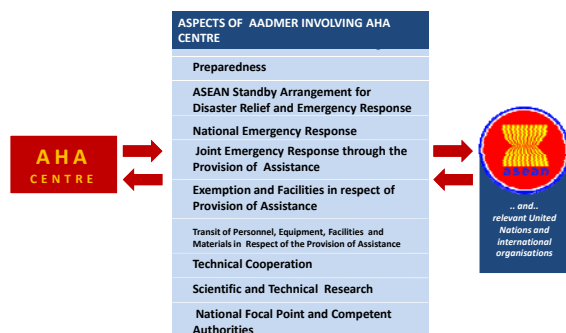 ASPECTS OF AADMER INVOLVING AHA
CENTRE
Preparedness
ASEAN Standby Arrangement for
Disaster Relief and Emergency Response
National Emergency Response
Joint Emergency Response through the
Provision of Assistance
Exemption and Facilities in respect of
Provision of Assistance
Transit of Personnel, Equipment, Facilities and
Materials in Respect of the Provision of Assistance
Technical Cooperation
Scientific and Technical Research
National Focal Point and Competent
Authorities
AHA
CENTRE
asean
.. and..
relevant United
Nations and
international
organisations